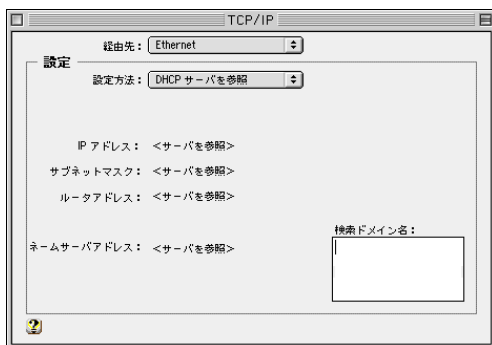 TCP/IP
経由先： Ethernet
設定
設定方法： DHCP サーバを参照
IP アドレス： <サーバを参照>
サブネットマスク： <サーバを参照>
ルータアドレス： <サーバを参照>
検索ドメイン名：
ネームサーバアドレス： <サーバを参照>
?